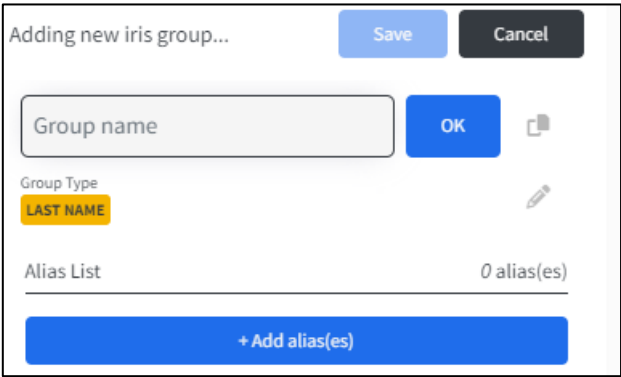 Adding new iris group... Save Cancel
Group name OK
Group Type
LAST NAME
Alias List 0 alias(es)
+ Add alias(es)